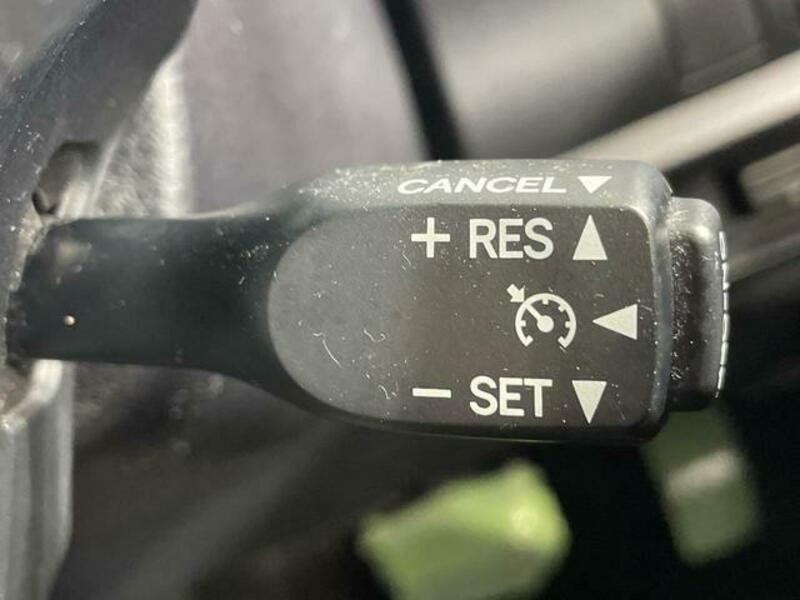 CANCEL ▼
+ RES ▲
◀
− SET ▼